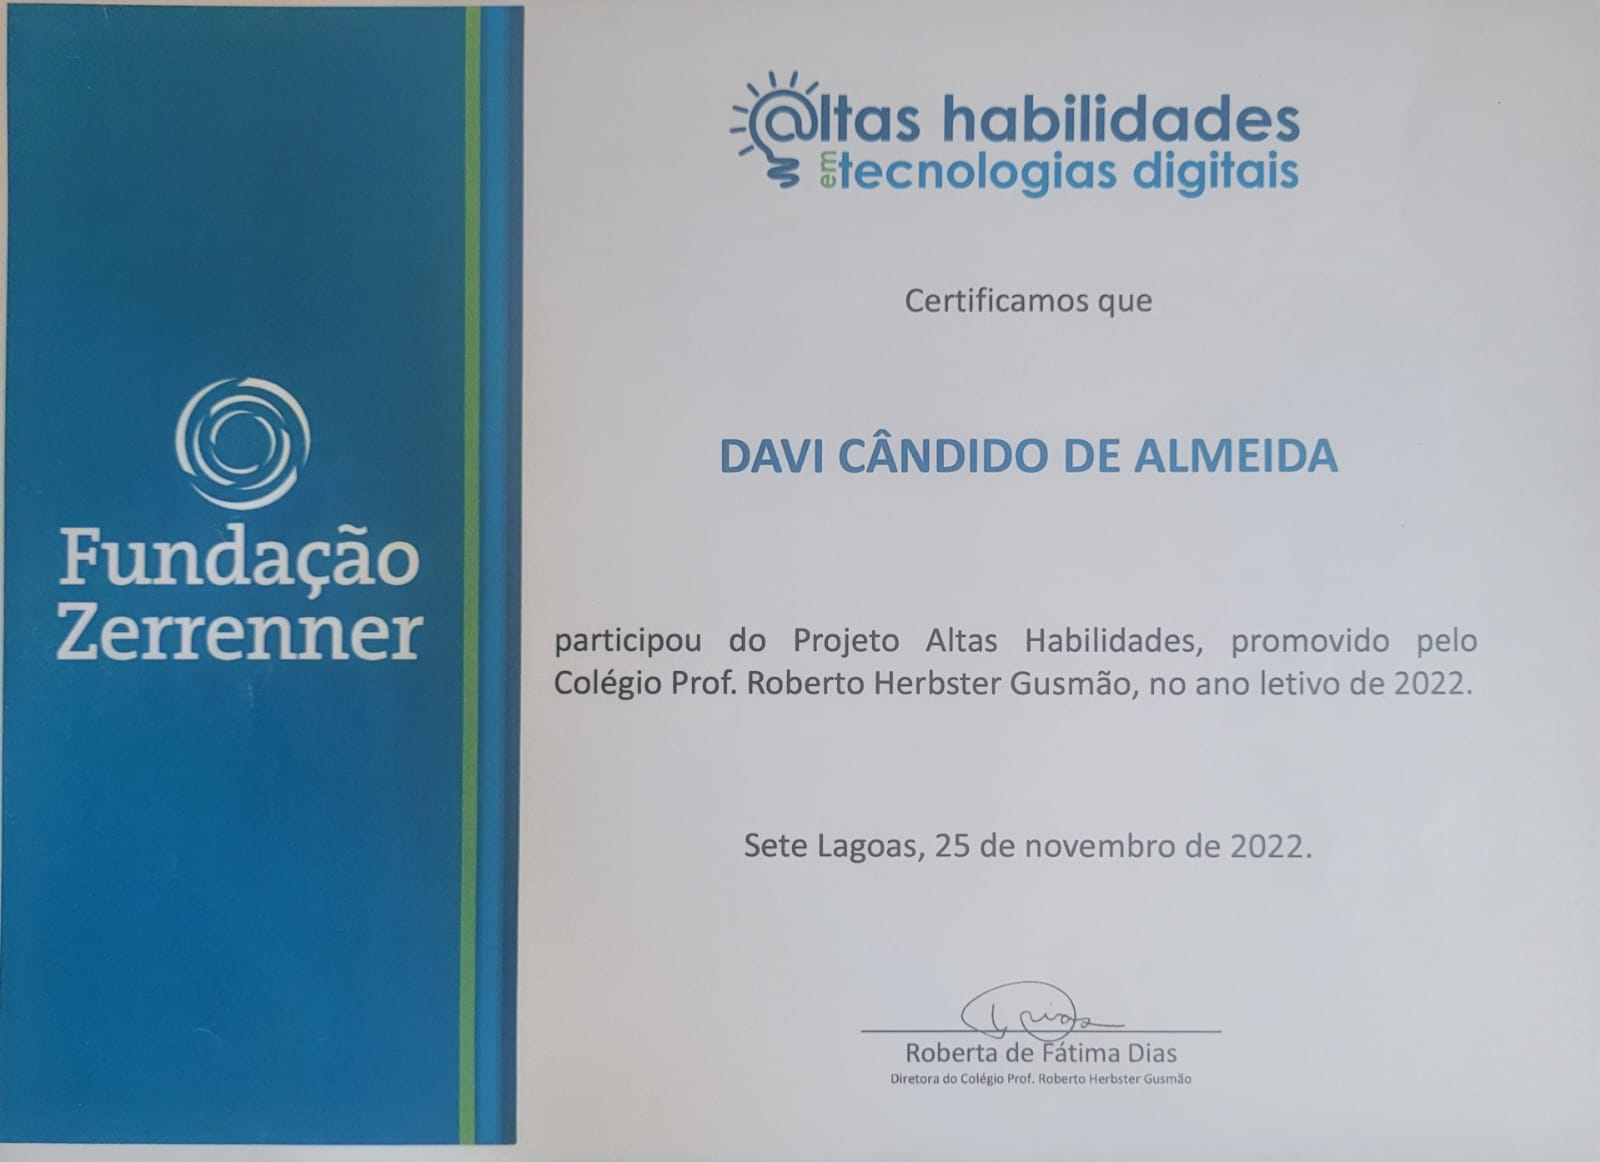 Fundação
Zerrenner
@ltas habilidades
em tecnologias digitais
Certificamos que
DAVI CÂNDIDO DE ALMEIDA
participou do Projeto Altas Habilidades, promovido pelo
Colégio Prof. Roberto Herbster Gusmão, no ano letivo de 2022.
Sete Lagoas, 25 de novembro de 2022.
Roberta de Fátima Dias
Diretora do Colégio Prof. Roberto Herbster Gusmão